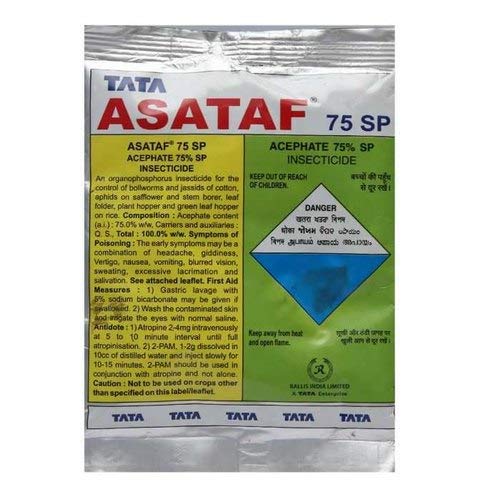 TATA
ASATAF®
75 SP
ASATAF® 75 SP
ACEPHATE 75% SP
INSECTICIDE
An organophosphorus insecticide for the
control of bollworms and jassids of cotton,
aphids on safflower and stem borer, leaf
folder, plant hopper and green leaf hopper
on rice. Composition : Acephate content
(a.i.) : 75.0% w/w. Carriers and auxiliaries :
Q. S., Total : 100.0% w/w. Symptoms of
Poisoning : The early symptoms may be a
combination of headache, giddiness,
Vertigo, nausea, vomiting, blurred vision,
sweating, excessive lacrimation and
salivation. See attached leaflet. First Aid
Measures : 1) Gastric lavage with
5% sodium bicarbonate may be given if
swallowed. 2) Wash the contaminated skin
and irrigate the eyes with normal saline.
Antidote : 1) Atropine 2-4mg intravenously
at 5 to 10 minute interval until full
atropinisation. 2) 2-PAM, 1-2g dissolved in
10cc of distilled water and inject slowly for
10-15 minutes. 2-PAM should be used in
conjunction with atropine and not alone.
Caution : Not to be used on crops other
than specified on this label/leaflet.
ACEPHATE 75% SP
INSECTICIDE
KEEP OUT OF REACH
OF CHILDREN.
बच्चों की पहुँच
से दूर रखें।
DANGER
Keep away from heat
and open flame.
RALLIS INDIA LIMITED
A TATA Enterprise
TATA TATA TATA TATA TATA